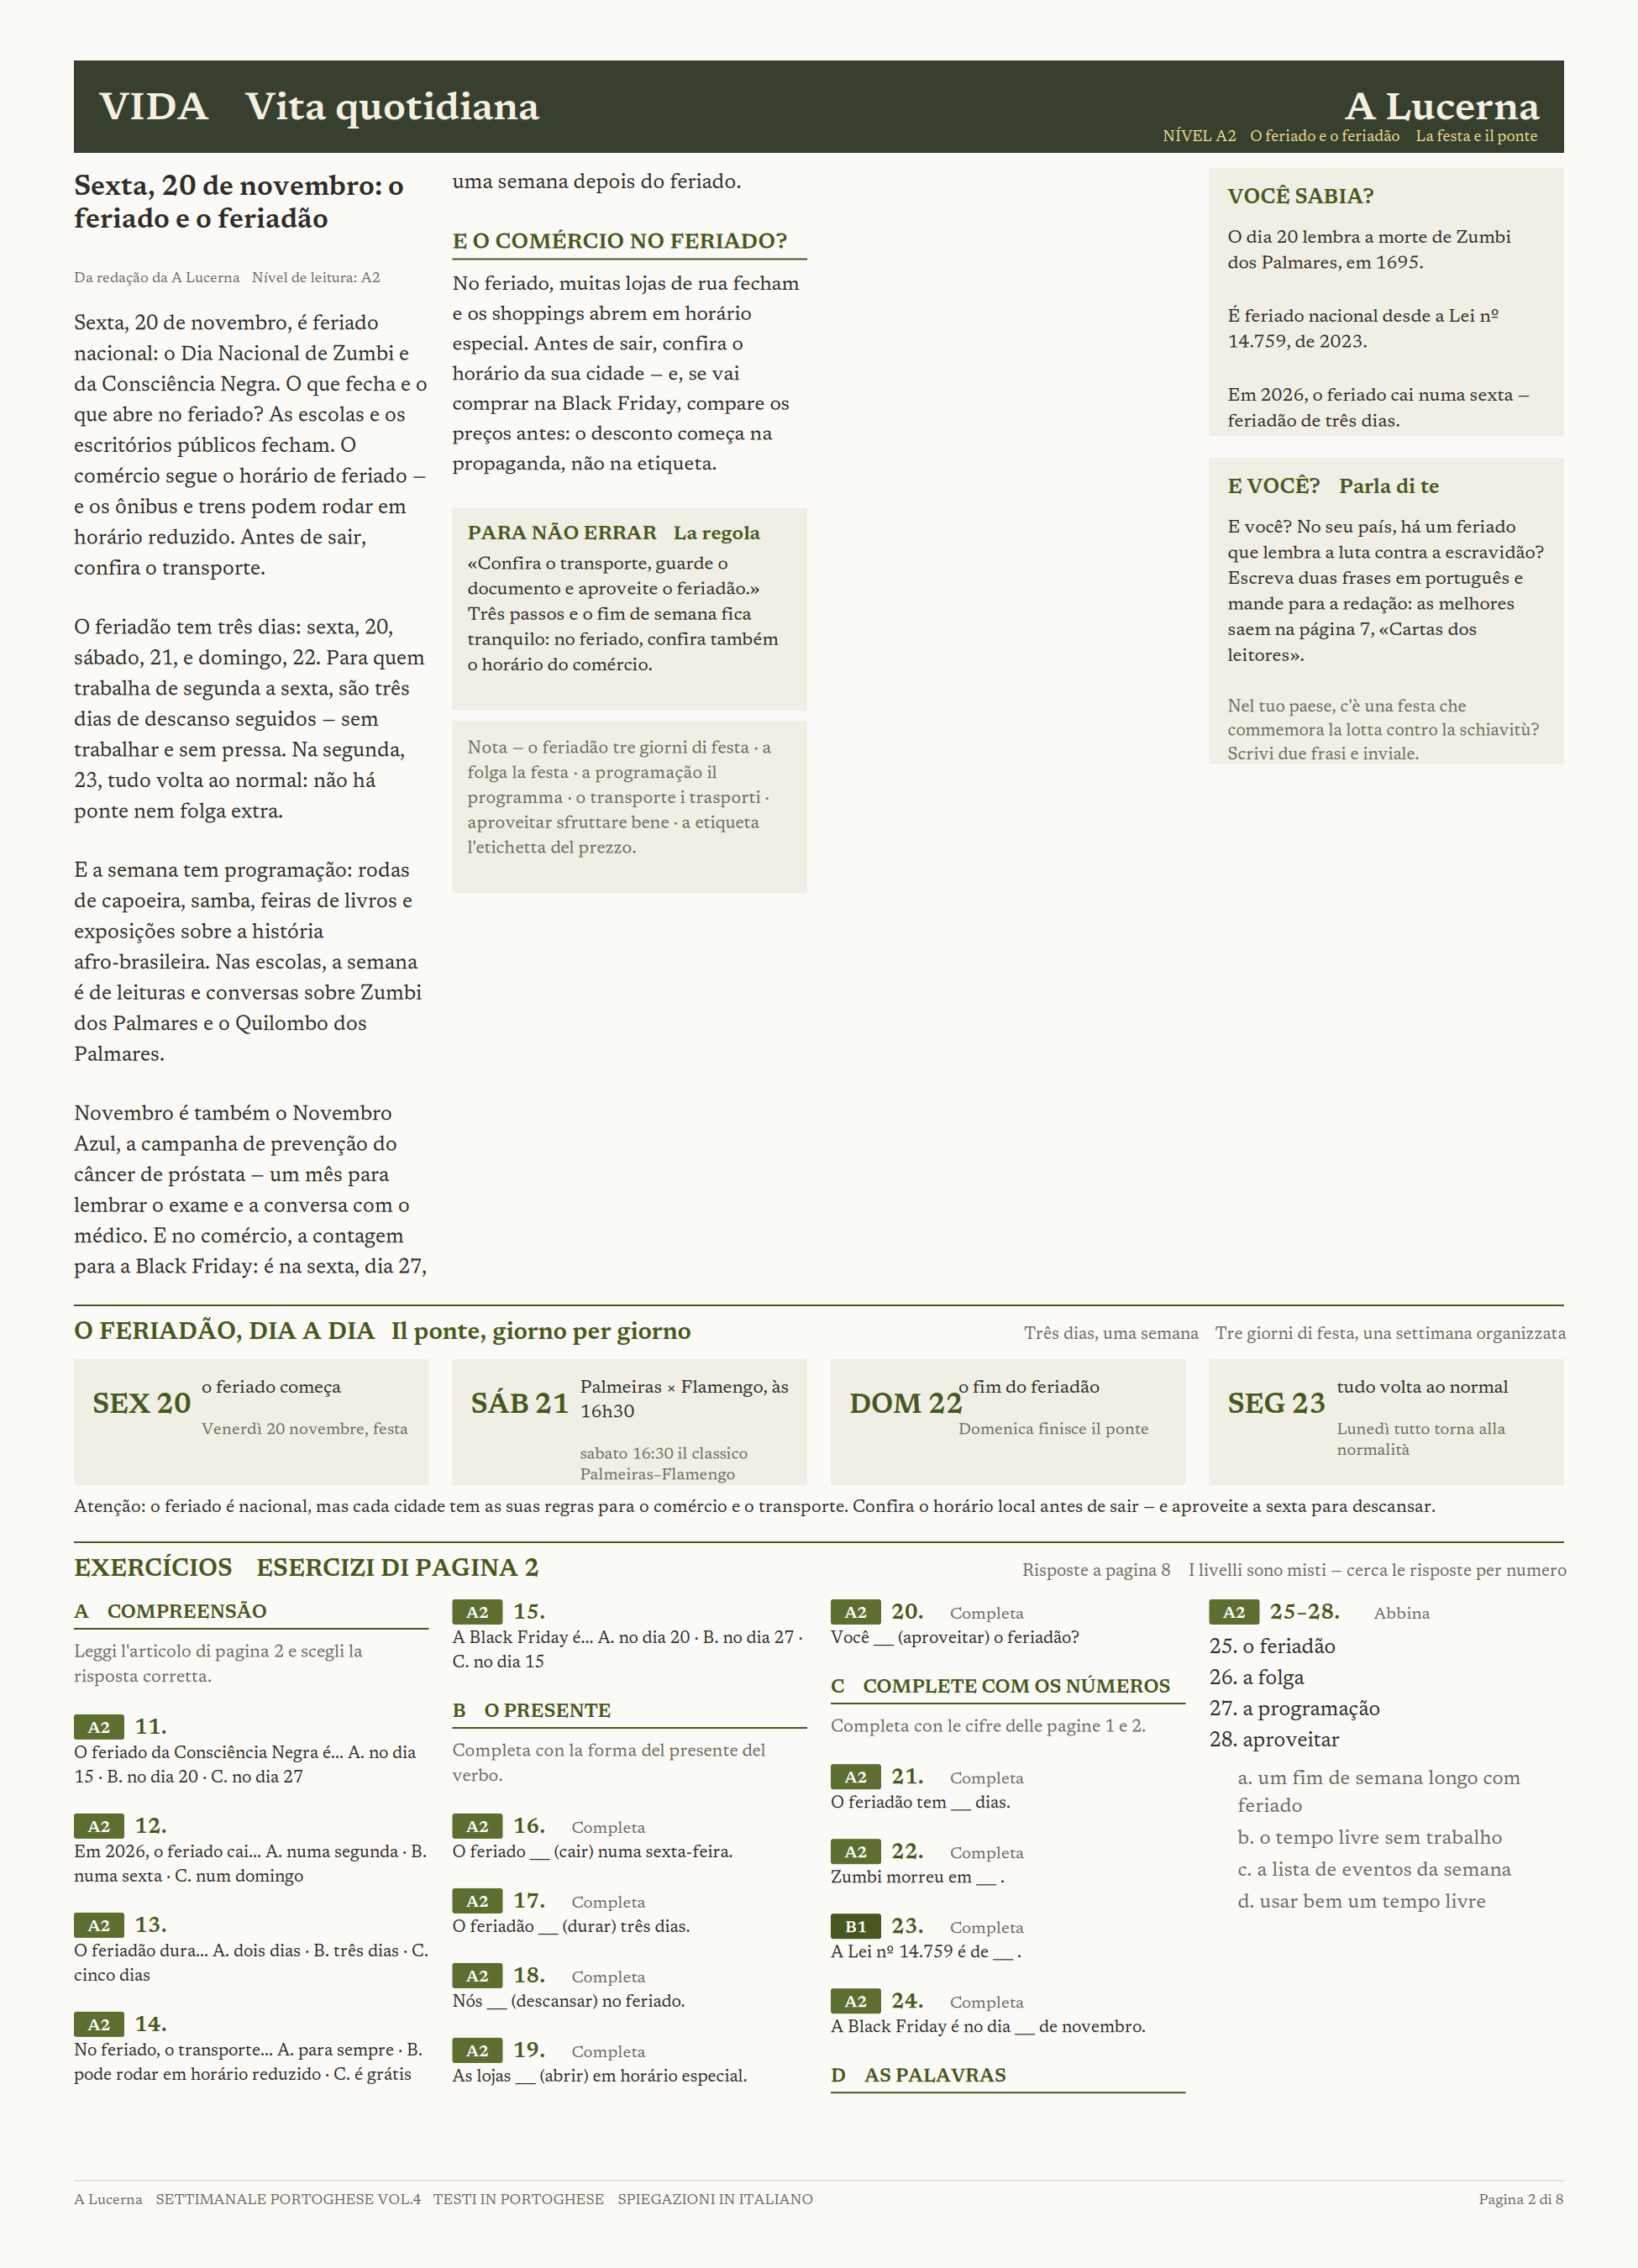 VIDA Vita quotidiana
A Lucerna
NÍVEL A2 O feriado e o feriadão La festa e il ponte
Sexta, 20 de novembro: o
feriado e o feriadão
Da redação da A Lucerna Nível de leitura: A2
Sexta, 20 de novembro, é feriado
nacional: o Dia Nacional de Zumbi e
da Consciência Negra. O que fecha e o
que abre no feriado? As escolas e os
escritórios públicos fecham. O
comércio segue o horário de feriado –
e os ônibus e trens podem rodar em
horário reduzido. Antes de sair,
confira o transporte.
O feriadão tem três dias: sexta, 20,
sábado, 21, e domingo, 22. Para quem
trabalha de segunda a sexta, são três
dias de descanso seguidos – sem
trabalhar e sem pressa. Na segunda,
23, tudo volta ao normal: não há
ponte nem folga extra.
E a semana tem programação: rodas
de capoeira, samba, feiras de livros e
exposições sobre a história
afro-brasileira. Nas escolas, a semana
é de leituras e conversas sobre Zumbi
dos Palmares e o Quilombo dos
Palmares.
Novembro é também o Novembro
Azul, a campanha de prevenção do
câncer de próstata – um mês para
lembrar o exame e a conversa com o
médico. E no comércio, a contagem
para a Black Friday: é na sexta, dia 27,
uma semana depois do feriado.
E O COMÉRCIO NO FERIADO?
No feriado, muitas lojas de rua fecham
e os shoppings abrem em horário
especial. Antes de sair, confira o
horário da sua cidade – e, se vai
comprar na Black Friday, compare os
preços antes: o desconto começa na
propaganda, não na etiqueta.
PARA NÃO ERRAR La regola
«Confira o transporte, guarde o
documento e aproveite o feriadão.»
Três passos e o fim de semana fica
tranquilo: no feriado, confira também
o horário do comércio.
Nota – o feriadão tre giorni di festa · a
folga la festa · a programação il
programma · o transporte i trasporti ·
aproveitar sfruttare bene · a etiqueta
l'etichetta del prezzo.
VOCÊ SABIA?
O dia 20 lembra a morte de Zumbi
dos Palmares, em 1695.
É feriado nacional desde a Lei nº
14.759, de 2023.
Em 2026, o feriado cai numa sexta –
feriadão de três dias.
E VOCÊ? Parla di te
E você? No seu país, há um feriado
que lembra a luta contra a escravidão?
Escreva duas frases em português e
mande para a redação: as melhores
saem na página 7, «Cartas dos
leitores».
Nel tuo paese, c'è una festa che
commemora la lotta contro la schiavitù?
Scrivi due frasi e inviale.
O FERIADÃO, DIA A DIA Il ponte, giorno per giorno
Três dias, uma semana Tre giorni di festa, una settimana organizzata
SEX 20
o feriado começa
Venerdì 20 novembre, festa
SÁB 21
Palmeiras × Flamengo, às
16h30
sabato 16:30 il classico
Palmeiras–Flamengo
DOM 22
o fim do feriadão
Domenica finisce il ponte
SEG 23
tudo volta ao normal
Lunedì tutto torna alla
normalità
Atenção: o feriado é nacional, mas cada cidade tem as suas regras para o comércio e o transporte. Confira o horário local antes de sair – e aproveite a sexta para descansar.
EXERCÍCIOS ESERCIZI DI PAGINA 2
Risposte a pagina 8 I livelli sono misti – cerca le risposte per numero
A COMPREENSÃO
Leggi l'articolo di pagina 2 e scegli la
risposta corretta.
A2 11.
O feriado da Consciência Negra é... A. no dia
15 · B. no dia 20 · C. no dia 27
A2 12.
Em 2026, o feriado cai... A. numa segunda · B.
numa sexta · C. num domingo
A2 13.
O feriadão dura... A. dois dias · B. três dias · C.
cinco dias
A2 14.
No feriado, o transporte... A. para sempre · B.
pode rodar em horário reduzido · C. é grátis
A2 15.
A Black Friday é... A. no dia 20 · B. no dia 27 ·
C. no dia 15
B O PRESENTE
Completa con la forma del presente del
verbo.
A2 16. Completa
O feriado ___ (cair) numa sexta-feira.
A2 17. Completa
O feriadão ___ (durar) três dias.
A2 18. Completa
Nós ___ (descansar) no feriado.
A2 19. Completa
As lojas ___ (abrir) em horário especial.
A2 20. Completa
Você ___ (aproveitar) o feriadão?
C COMPLETE COM OS NÚMEROS
Completa con le cifre delle pagine 1 e 2.
A2 21. Completa
O feriadão tem ___ dias.
A2 22. Completa
Zumbi morreu em ___ .
B1 23. Completa
A Lei nº 14.759 é de ___ .
A2 24. Completa
A Black Friday é no dia ___ de novembro.
D AS PALAVRAS
A2 25–28. Abbina
25. o feriadão
26. a folga
27. a programação
28. aproveitar
a. um fim de semana longo com
feriado
b. o tempo livre sem trabalho
c. a lista de eventos da semana
d. usar bem um tempo livre
A Lucerna SETTIMANALE PORTOGHESE VOL.4 TESTI IN PORTOGHESE SPIEGAZIONI IN ITALIANO
Pagina 2 di 8